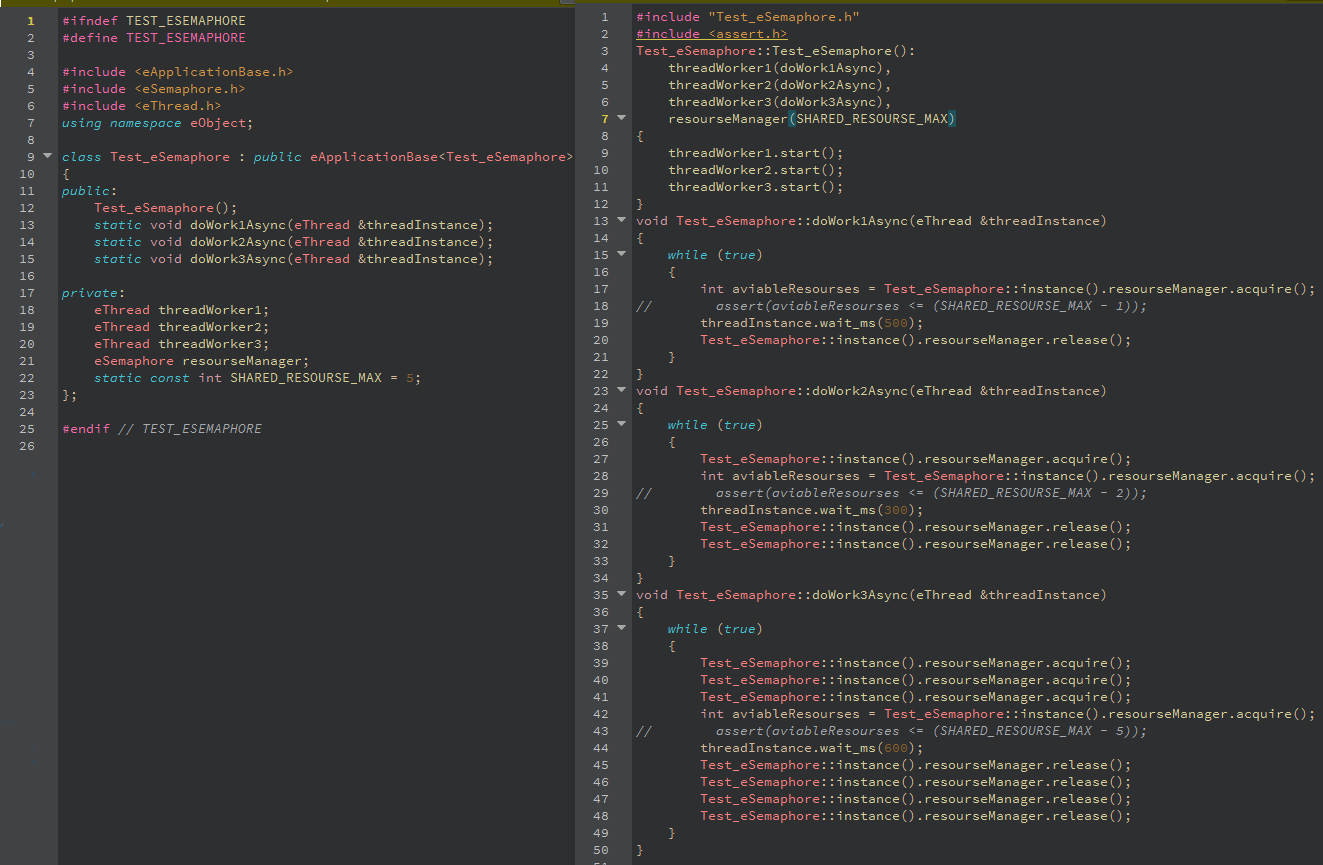 1 #ifndef TEST_ESEMAPHORE
2 #define TEST_ESEMAPHORE
3
4 #include <eApplicationBase.h>
5 #include <eSemaphore.h>
6 #include <eThread.h>
7 using namespace eObject;
8
9 class Test_eSemaphore : public eApplicationBase<Test_eSemaphore>
10 {
11 public:
12     Test_eSemaphore();
13     static void doWork1Async(eThread &threadInstance);
14     static void doWork2Async(eThread &threadInstance);
15     static void doWork3Async(eThread &threadInstance);
16
17 private:
18     eThread threadWorker1;
19     eThread threadWorker2;
20     eThread threadWorker3;
21     eSemaphore resourseManager;
22     static const int SHARED_RESOURSE_MAX = 5;
23 };
24
25 #endif // TEST_ESEMAPHORE
26
1 #include "Test_eSemaphore.h"
2 #include <assert.h>
3 Test_eSemaphore::Test_eSemaphore():
4     threadWorker1(doWork1Async),
5     threadWorker2(doWork2Async),
6     threadWorker3(doWork3Async),
7     resourseManager(SHARED_RESOURSE_MAX)
8 {
9     threadWorker1.start();
10     threadWorker2.start();
11     threadWorker3.start();
12 }
13 void Test_eSemaphore::doWork1Async(eThread &threadInstance)
14 {
15     while (true)
16     {
17         int aviableResourses = Test_eSemaphore::instance().resourseManager.acquire();
18 //        assert(aviableResourses <= (SHARED_RESOURSE_MAX - 1));
19         threadInstance.wait_ms(500);
20         Test_eSemaphore::instance().resourseManager.release();
21     }
22 }
23 void Test_eSemaphore::doWork2Async(eThread &threadInstance)
24 {
25     while (true)
26     {
27         Test_eSemaphore::instance().resourseManager.acquire();
28         int aviableResourses = Test_eSemaphore::instance().resourseManager.acquire();
29 //        assert(aviableResourses <= (SHARED_RESOURSE_MAX - 2));
30         threadInstance.wait_ms(300);
31         Test_eSemaphore::instance().resourseManager.release();
32         Test_eSemaphore::instance().resourseManager.release();
33     }
34 }
35 void Test_eSemaphore::doWork3Async(eThread &threadInstance)
36 {
37     while (true)
38     {
39         Test_eSemaphore::instance().resourseManager.acquire();
40         Test_eSemaphore::instance().resourseManager.acquire();
41         Test_eSemaphore::instance().resourseManager.acquire();
42         int aviableResourses = Test_eSemaphore::instance().resourseManager.acquire();
43 //        assert(aviableResourses <= (SHARED_RESOURSE_MAX - 5));
44         threadInstance.wait_ms(600);
45         Test_eSemaphore::instance().resourseManager.release();
46         Test_eSemaphore::instance().resourseManager.release();
47         Test_eSemaphore::instance().resourseManager.release();
48         Test_eSemaphore::instance().resourseManager.release();
49     }
50 }